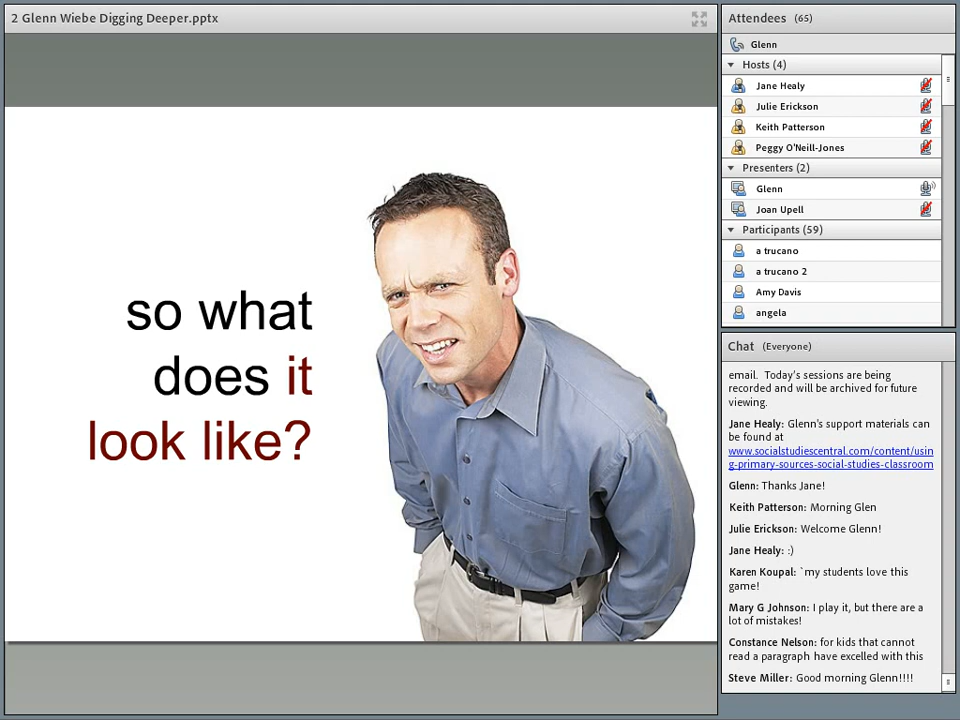 2 Glenn Wiebe Digging Deeper.pptx
so what
does it
look like?
Attendees (65)
Glenn
Hosts (4)
Jane Healy
Julie Erickson
Keith Patterson
Peggy O'Neill-Jones
Presenters (2)
Glenn
Joan Upell
Participants (59)
a trucano
a trucano 2
Amy Davis
angela
Chat (Everyone)
email. Today's sessions are being
recorded and will be archived for future
viewing.
Jane Healy: Glenn's support materials can
be found at
www.socialstudiescentral.com/content/usin
g-primary-sources-social-studies-classroom
Glenn: Thanks Jane!
Keith Patterson: Morning Glen
Julie Erickson: Welcome Glenn!
Jane Healy: :)
Karen Koupal: `my students love this
game!
Mary G Johnson: I play it, but there are a
lot of mistakes!
Constance Nelson: for kids that cannot
read a paragraph have excelled with this
Steve Miller: Good morning Glenn!!!!